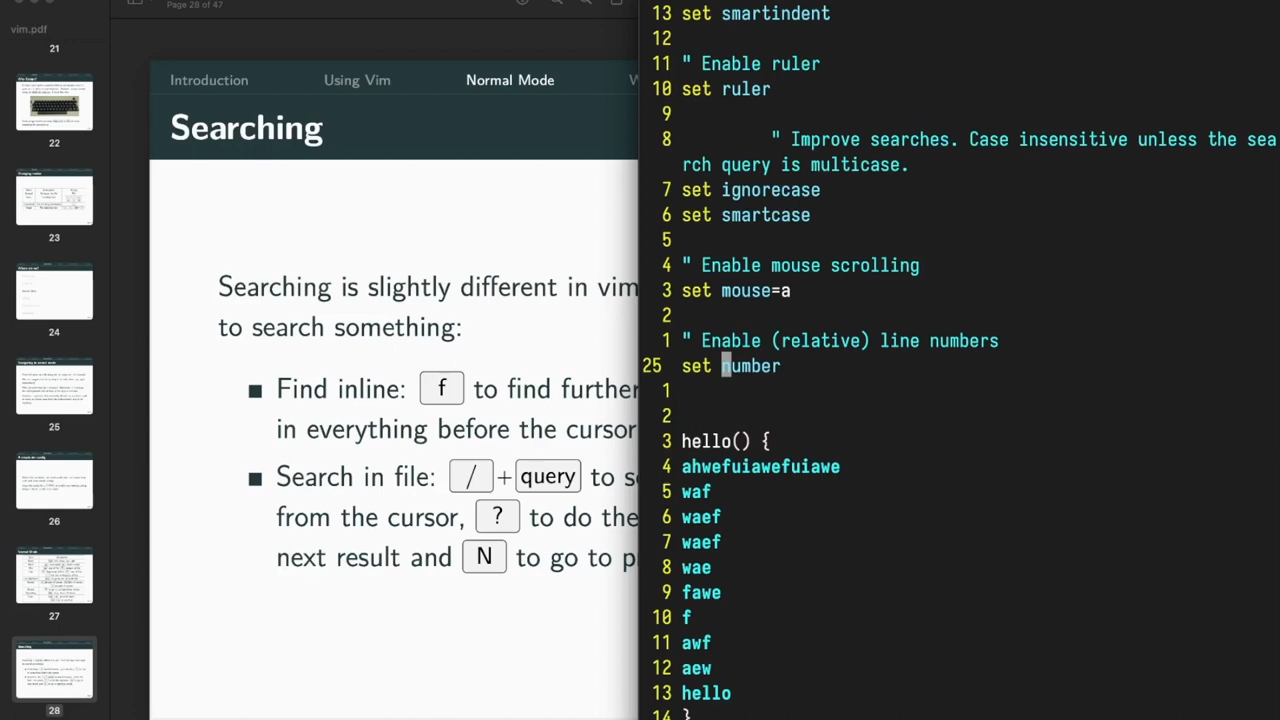 Page 28 of 47
vim.pdf
21
22
23
24
25
26
27
28
Introduction Using Vim Normal Mode W
Searching
Searching is slightly different in vim
to search something:
Find inline: f to find further
in everything before the cursor
Search in file: / + query to se
from the cursor, ? to do the
next result and N to go to p
13 set smartindent
12
11 " Enable ruler
10 set ruler
9
8 " Improve searches. Case insensitive unless the sea
rch query is multicase.
7 set ignorecase
6 set smartcase
5
4 " Enable mouse scrolling
3 set mouse=a
2
1 " Enable (relative) line numbers
25 set number
1
2
3 hello() {
4 ahwefuiawefuiawe
5 waf
6 waef
7 waef
8 wae
9 fawe
10 f
11 awf
12 aew
13 hello
14 }